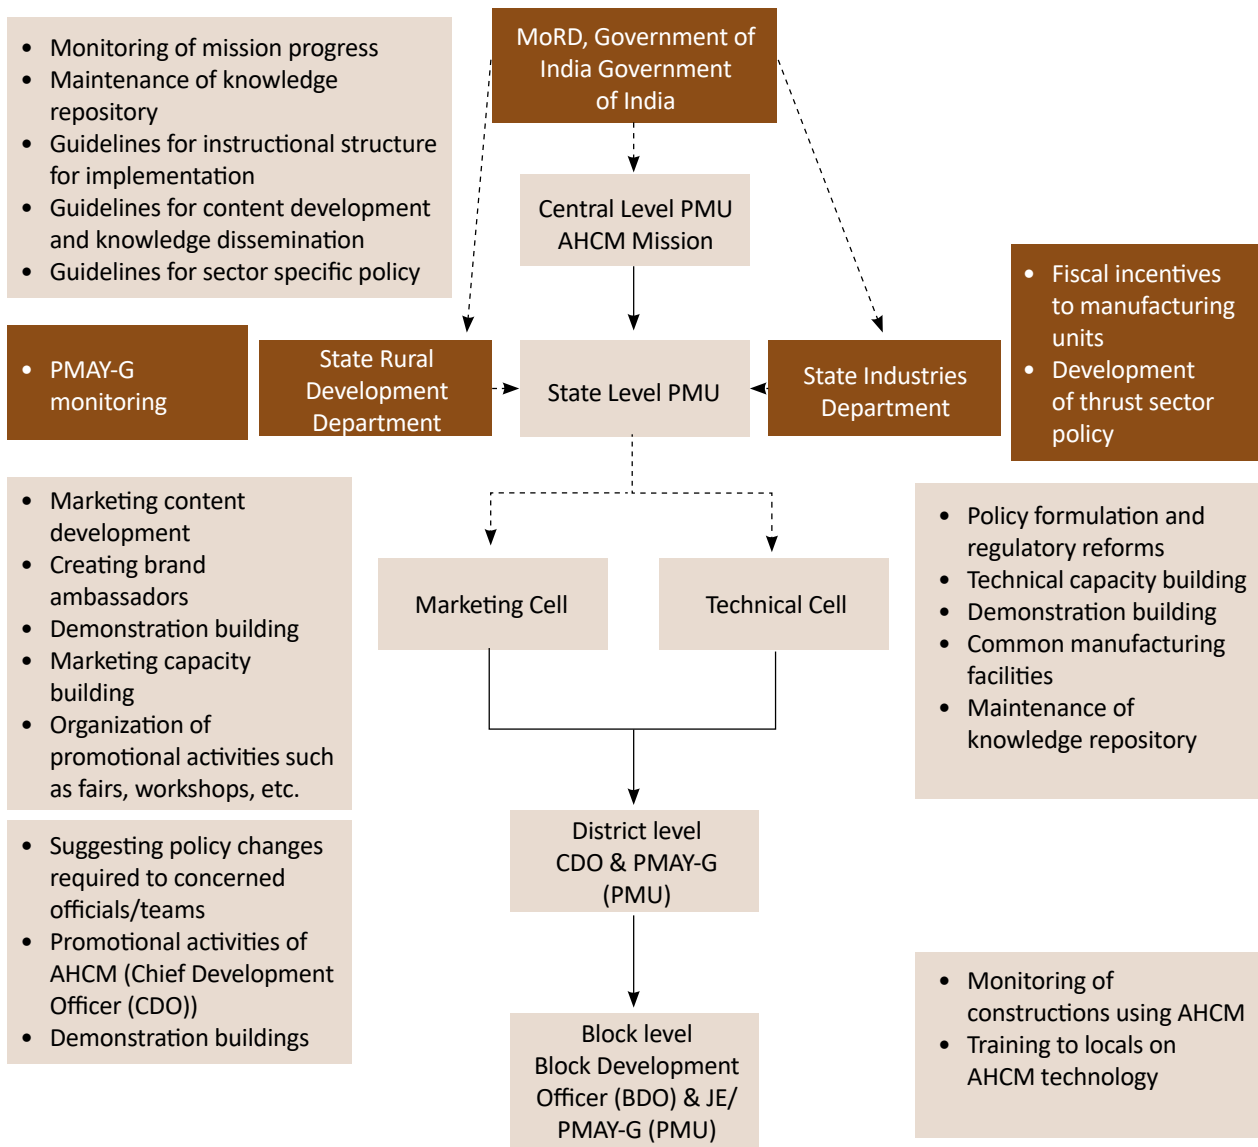 • Monitoring of mission progress
• Maintenance of knowledge
repository
• Guidelines for instructional structure
for implementation
• Guidelines for content development
and knowledge dissemination
• Guidelines for sector specific policy
MoRD, Government of
India Government
of India
Central Level PMU
AHCM Mission
• Fiscal incentives
to manufacturing
units
• Development
of thrust sector
policy
• PMAY-G
monitoring
State Rural
Development
Department
State Level PMU
State Industries
Department
• Marketing content
development
• Creating brand
ambassadors
• Demonstration building
• Marketing capacity
building
• Organization of
promotional activities such
as fairs, workshops, etc.
Marketing Cell
Technical Cell
• Policy formulation and
regulatory reforms
• Technical capacity building
• Demonstration building
• Common manufacturing
facilities
• Maintenance of
knowledge repository
• Suggesting policy changes
required to concerned
officials/teams
• Promotional activities of
AHCM (Chief Development
Officer (CDO))
• Demonstration buildings
District level
CDO & PMAY-G
(PMU)
Block level
Block Development
Officer (BDO) & JE/
PMAY-G (PMU)
• Monitoring of
constructions using AHCM
• Training to locals on
AHCM technology